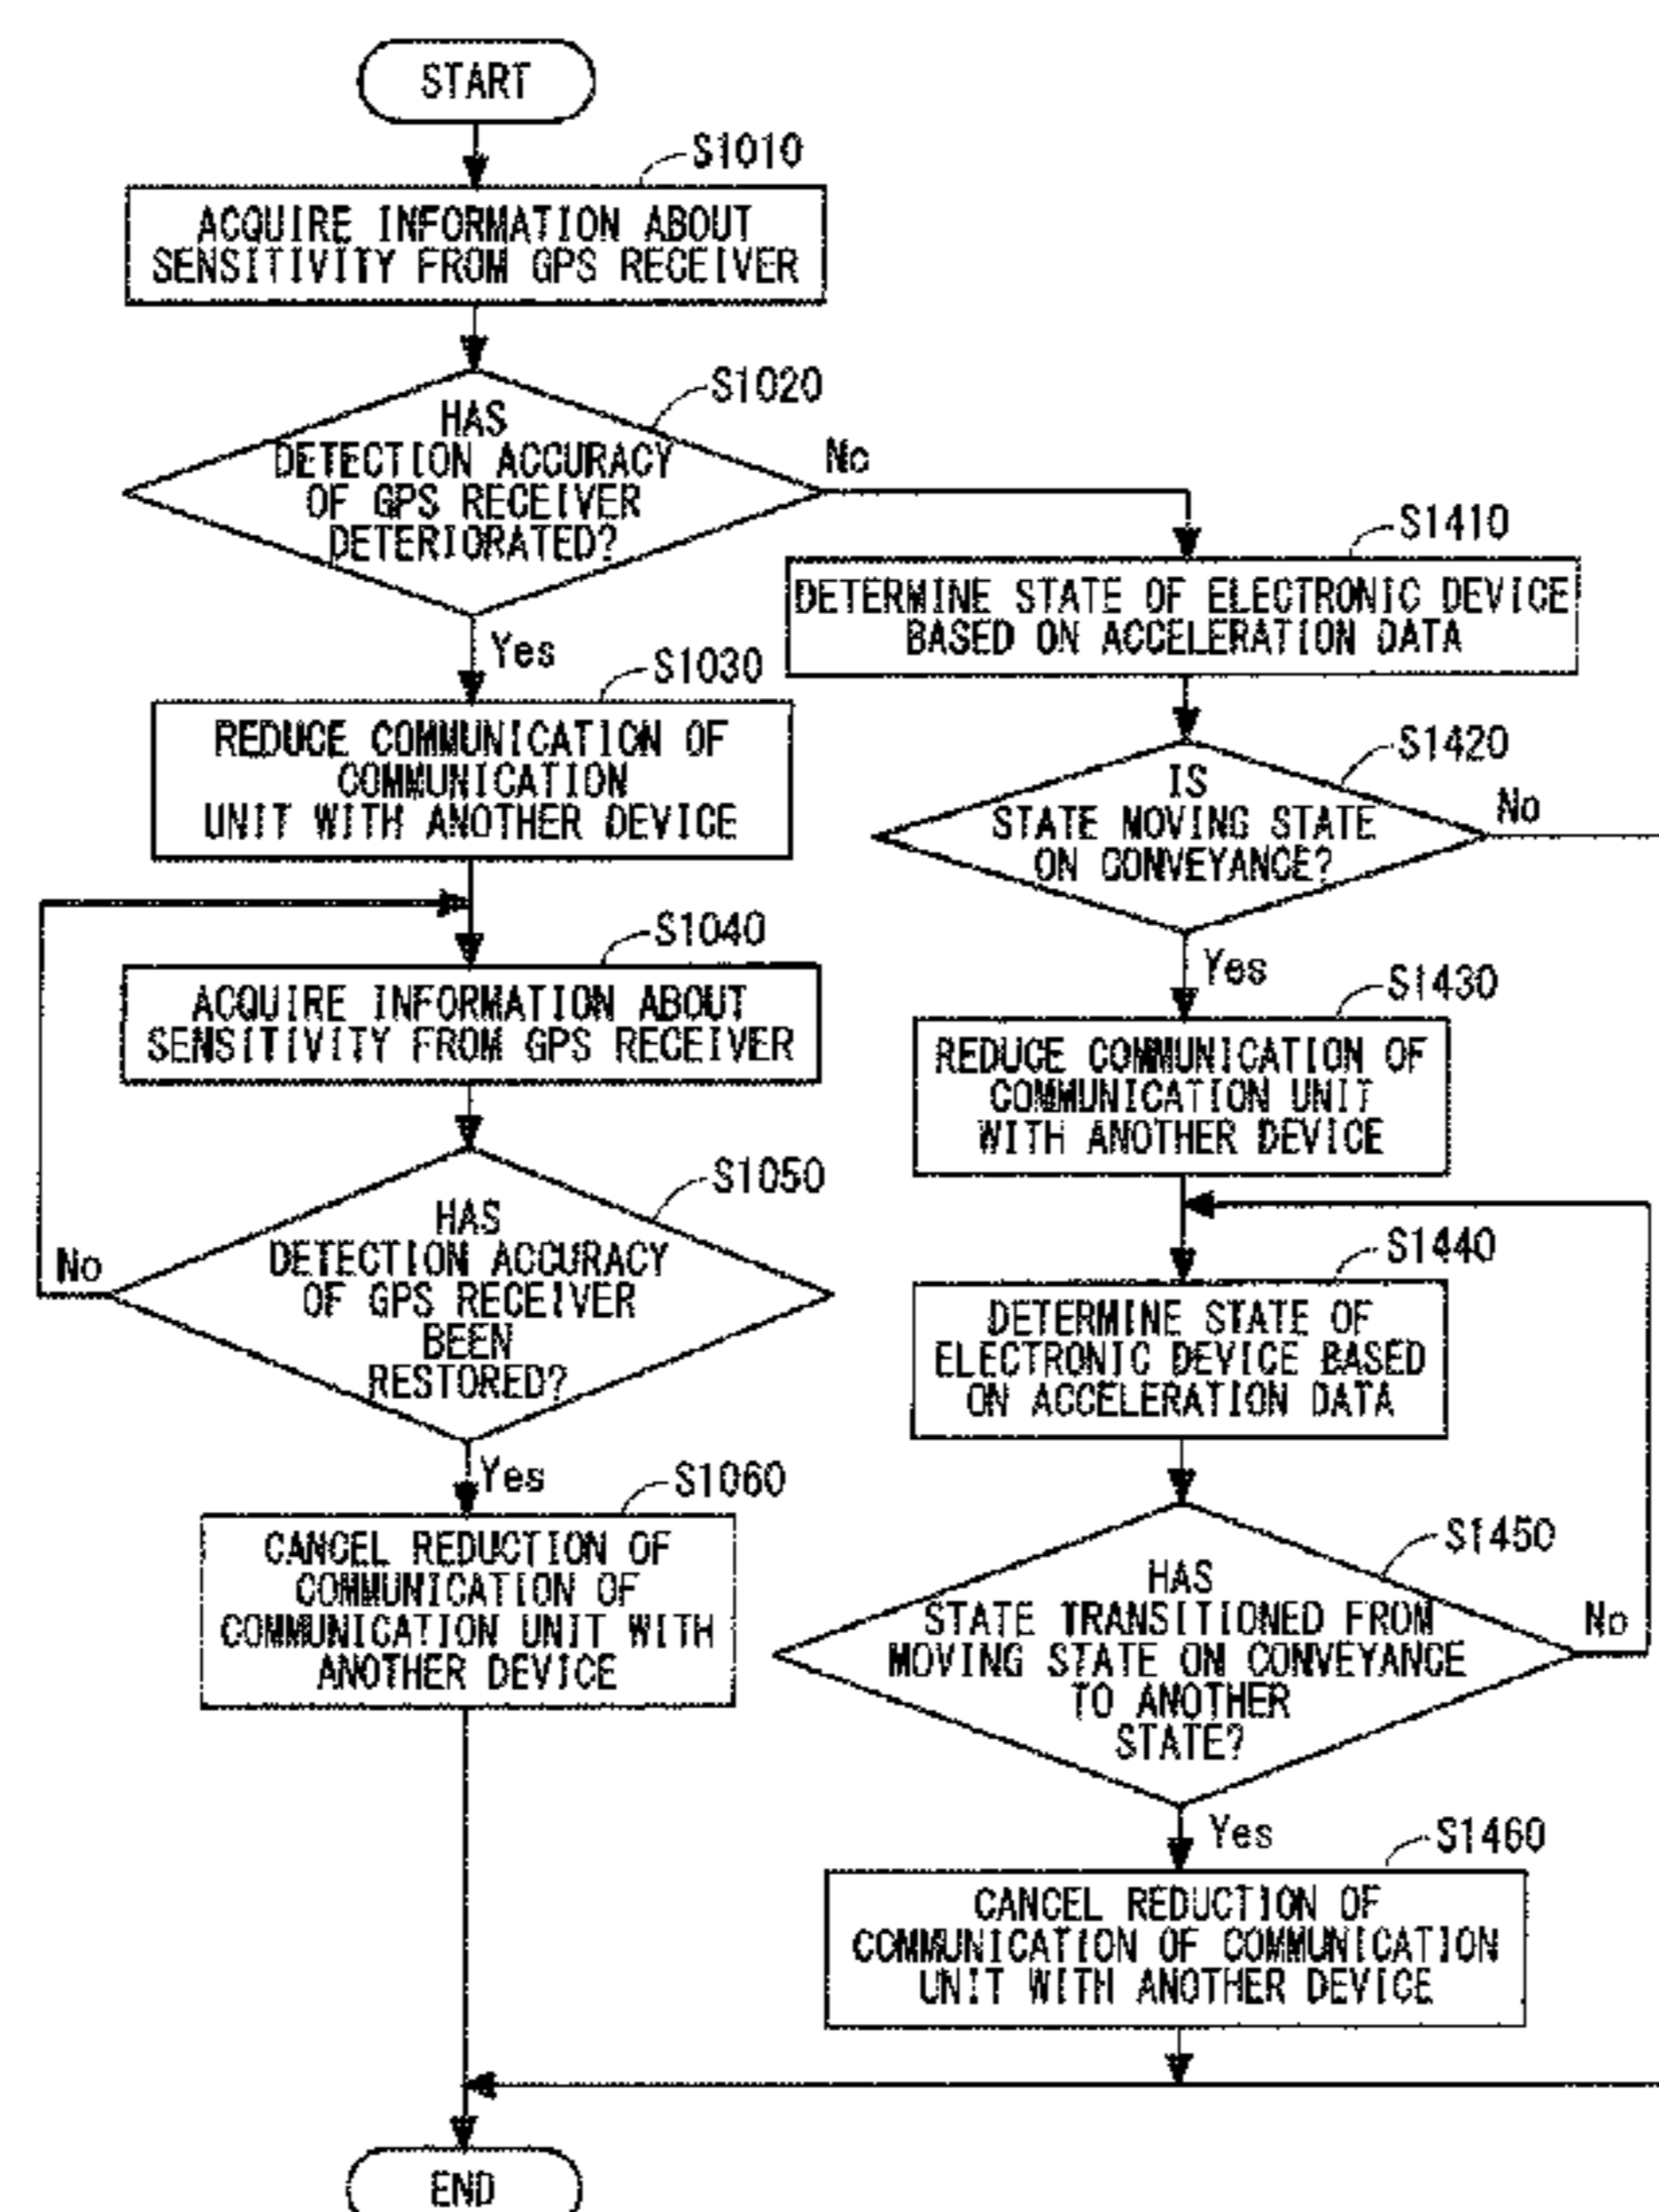 START
S1010
ACQUIRE INFORMATION ABOUT
SENSITIVITY FROM GPS RECEIVER
S1020
HAS
DETECTION ACCURACY
OF GPS RECEIVER
DETERIORATED?
No
Yes
S1030
REDUCE COMMUNICATION OF
COMMUNICATION
UNIT WITH ANOTHER DEVICE
S1040
ACQUIRE INFORMATION ABOUT
SENSITIVITY FROM GPS RECEIVER
S1050
HAS
DETECTION ACCURACY
OF GPS RECEIVER
BEEN
RESTORED?
No
Yes
S1060
CANCEL REDUCTION OF
COMMUNICATION OF
COMMUNICATION UNIT WITH
ANOTHER DEVICE
S1410
DETERMINE STATE OF ELECTRONIC DEVICE
BASED ON ACCELERATION DATA
S1420
IS
STATE MOVING STATE
ON CONVEYANCE?
No
Yes
S1430
REDUCE COMMUNICATION OF
COMMUNICATION UNIT
WITH ANOTHER DEVICE
S1440
DETERMINE STATE OF
ELECTRONIC DEVICE BASED
ON ACCELERATION DATA
S1450
HAS
STATE TRANSITIONED FROM
MOVING STATE ON CONVEYANCE
TO ANOTHER
STATE?
No
Yes
S1460
CANCEL REDUCTION OF
COMMUNICATION OF COMMUNICATION
UNIT WITH ANOTHER DEVICE
END